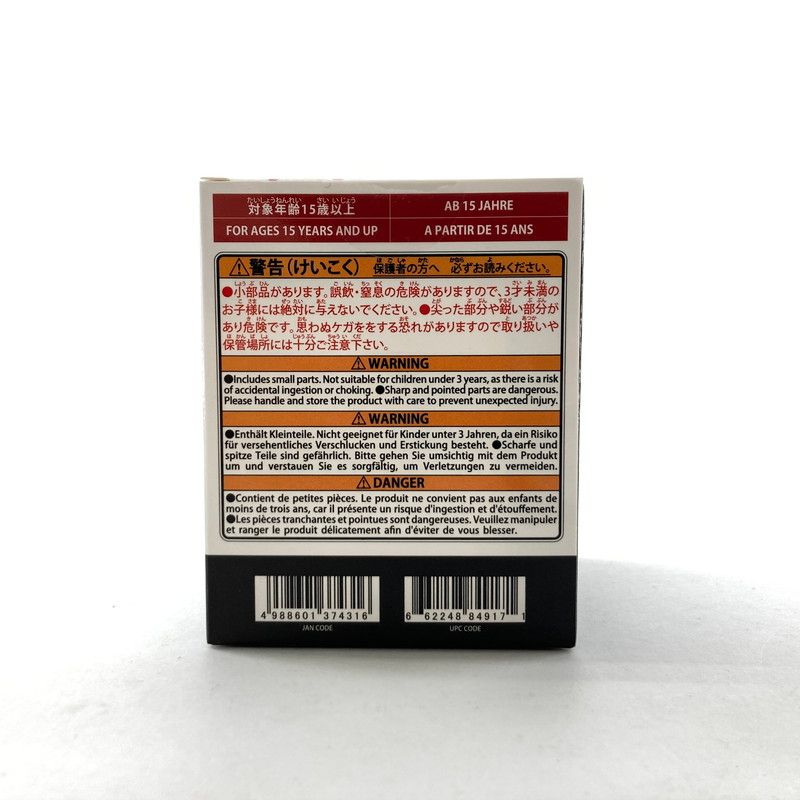 対象年齢15歳以上
AB 15 JAHRE
FOR AGES 15 YEARS AND UP
A PARTIR DE 15 ANS
⚠警告(けいこく) 保護者の方へ 必ずお読みください。
●小部品があります。誤飲・窒息の危険がありますので、3才未満の
お子様には絶対に与えないでください。●尖った部分や鋭い部分が
あり危険です。思わぬケガををする恐れがありますので取り扱いや
保管場所には十分ご注意下さい。
⚠WARNING
●Includes small parts. Not suitable for children under 3 years, as there is a risk
of accidental ingestion or choking. ●Sharp and pointed parts are dangerous.
Please handle and store the product with care to prevent unexpected injury.
⚠WARNING
●Enthält Kleinteile. Nicht geeignet für Kinder unter 3 Jahren, da ein Risiko
für versehentliches Verschlucken und Erstickung besteht. ●Scharfe und
spitze Teile sind gefährlich. Bitte gehen Sie umsichtig mit dem Produkt
um und verstauen Sie es sorgfältig, um Verletzungen zu vermeiden.
⚠DANGER
●Contient de petites pièces. Le produit ne convient pas aux enfants de
moins de trois ans, car il présente un risque d'ingestion et d'étouffement.
●Les pièces tranchantes et pointues sont dangereuses. Veuillez manipuler
et ranger le produit délicatement afin d'éviter de vous blesser.
4 988601 374316
JAN CODE
6 62248 84917 1
UPC CODE